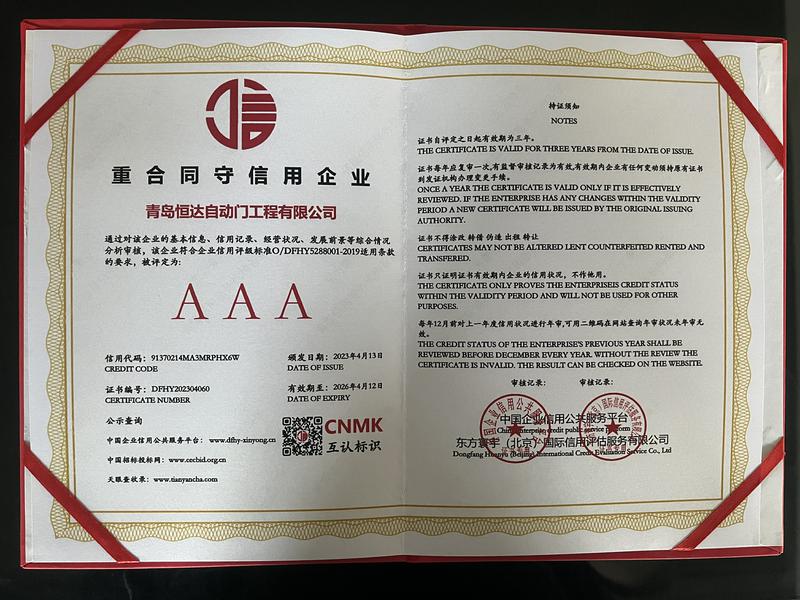 重合同守信用企业
青岛恒达自动门工程有限公司
通过对该企业的基本信息、信用记录、经营状况、发展前景等综合情况
分析审核，该企业符合企业信用评级标准Q/DFHY5288001-2019适用条款
的要求，被评定为：
AAA
信用代码：91370214MA3MRPHX6W
CREDIT CODE
颁发日期：2023年4月13日
DATE OF ISSUE
证书编号：DFHY202304060
CERTIFICATE NUMBER
有效期至：2026年4月12日
DATE OF EXPIRY
公示查询
中国企业信用公共服务平台：www.dfhy-xinyong.cn
中国招标投标网：www.cecbid.org.cn
天眼查收录：www.tianyancha.com
CNMK
互认标识
持证须知
NOTES
证书自评定之日起有效期为三年。
THE CERTIFICATE IS VALID FOR THREE YEARS FROM THE DATE OF ISSUE.
证书每年应复审一次,有监督审核记录为有效,有效期内企业有任何变动须持原有证书
到发证机构办理变更手续。
ONCE A YEAR THE CERTIFICATE IS VALID ONLY IF IT IS EFFECTIVELY
REVIEWED. IF THE ENTERPRISE HAS ANY CHANGES WITHIN THE VALIDITY
PERIOD A NEW CERTIFICATE WILL BE ISSUED BY THE ORIGINAL ISSUING
AUTHORITY.
证书不得涂改 转借 伪造 出租 转让
CERTIFICATES MAY NOT BE ALTERED LENT COUNTERFEITED RENTED AND
TRANSFERED.
证书只证明证书有效期内企业的信用状况，不作他用。
THE CERTIFICATE ONLY PROVES THE ENTERPRISEIS CREDIT STATUS
WITHIN THE VALIDITY PERIOD AND WILL NOT BE USED FOR OTHER
PURPOSES.
每年12月前对上一年度信用状况进行年审,可用二维码在网站查询年审状况未年审无
效。
THE CREDIT STATUS OF THE ENTERPRISE'S PREVIOUS YEAR SHALL BE
REVIEWED BEFORE DECEMBER EVERY YEAR. WITHOUT THE REVIEW THE
CERTIFICATE IS INVALID. THE RESULT CAN BE CHECKED ON THE WEBSITE.
审核记录： 审核记录：
中国企业信用公共服务平台
China enterprise credit public service platform
东方寰宇（北京）国际信用评估服务有限公司
Dongfang Huanyu (Beijing) International Credit Evaluation Service Co., Ltd